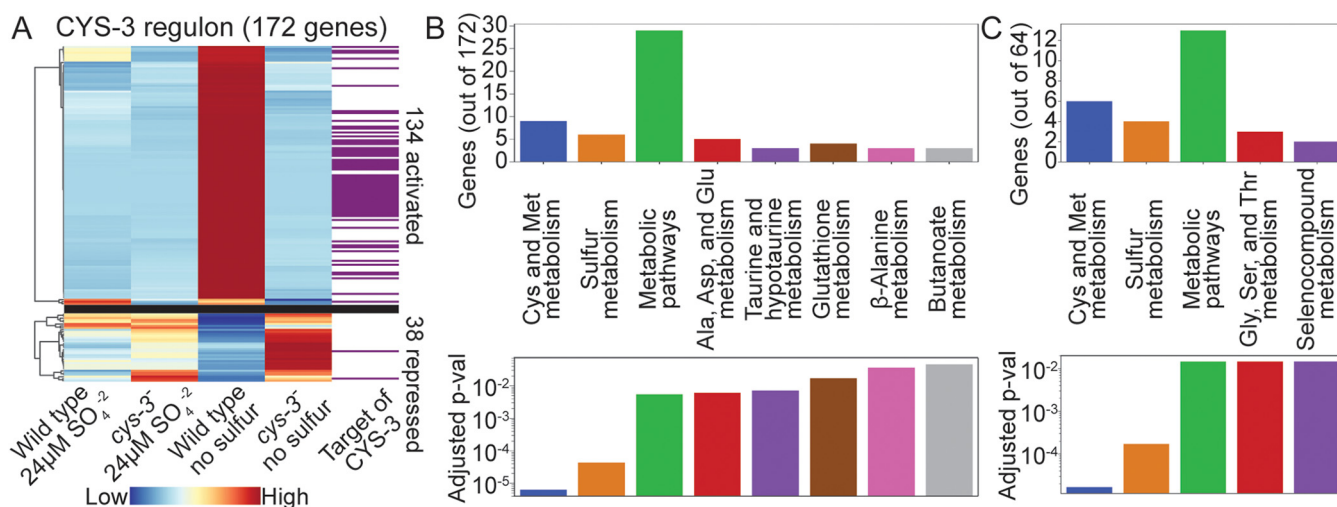 A
CYS-3 regulon (172 genes)
134 activated
38 repressed
Wild type
24µM SO₄⁻²
cys-3⁻
24µM SO₄⁻²
Wild type
no sulfur
cys-3⁻
no sulfur
Target of
CYS-3
Low
High
B
Genes (out of 172)
30
25
20
15
10
5
0
Cys and Met
metabolism
Sulfur
metabolism
Metabolic
pathways
Ala, Asp, and Glu
metabolism
Taurine and
hypotaurine
metabolism
Glutathione
metabolism
β-Alanine
metabolism
Butanoate
metabolism
Adjusted p-val
10⁻²
10⁻³
10⁻⁴
10⁻⁵
C
Genes (out of 64)
12
10
8
6
4
2
0
Cys and Met
metabolism
Sulfur
metabolism
Metabolic
pathways
Gly, Ser, and Thr
metabolism
Selenocompound
metabolism
Adjusted p-val
10⁻²
10⁻³
10⁻⁴